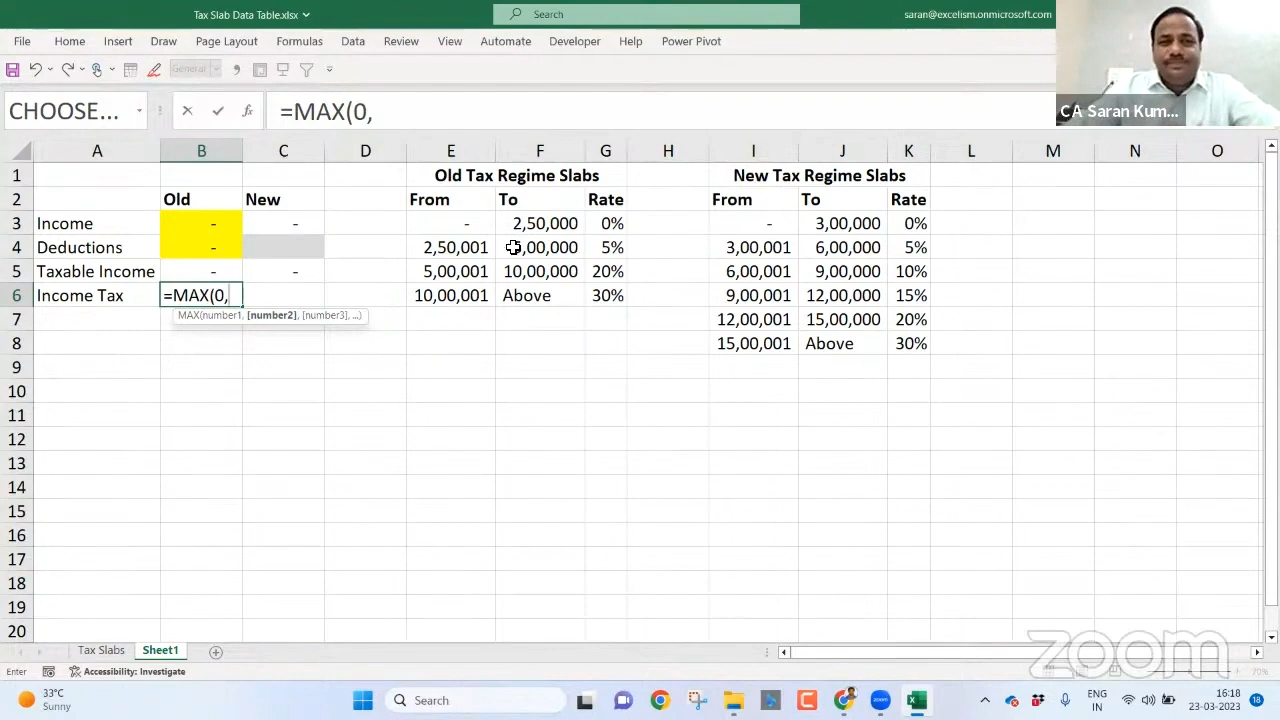 Tax Slab Data Table.xlsx
Search
saran@excelism.onmicrosoft.com
File Home Insert Draw Page Layout Formulas Data Review View Automate Developer Help Power Pivot
General
CHOOSE...
fx
=MAX(0,
C A Saran Kum...
A B C D E F G H I J K L M N O
1 Old Tax Regime Slabs New Tax Regime Slabs
2 Old New From To Rate From To Rate
3 Income - - - 2,50,000 0% - 3,00,000 0%
4 Deductions - 2,50,001 ,00,000 5% 3,00,001 6,00,000 5%
5 Taxable Income - - 5,00,001 10,00,000 20% 6,00,001 9,00,000 10%
6 Income Tax =MAX(0, 10,00,001 Above 30% 9,00,001 12,00,000 15%
MAX(number1, [number2], [number3], ...)
7 12,00,001 15,00,000 20%
8 15,00,001 Above 30%
9
10
11
12
13
14
15
16
17
18
19
20
zoom
Tax Slabs Sheet1
Enter Accessibility: Investigate 70%
33°C
Sunny
Search
ENG
IN
16:18
23-03-2023
18